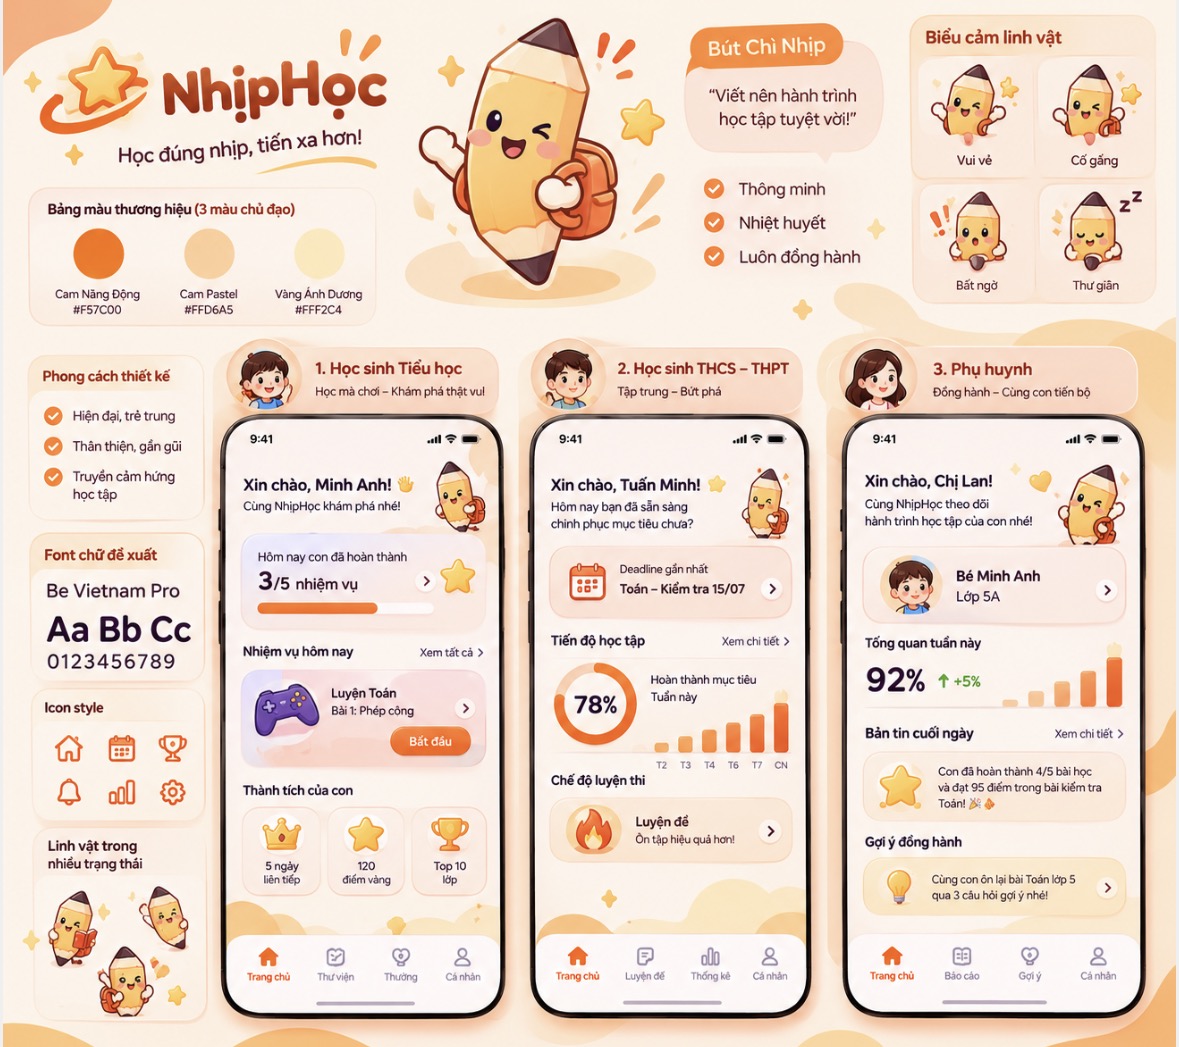 NhịpHọc
Học đúng nhịp, tiến xa hơn!
Bảng màu thương hiệu (3 màu chủ đạo)
Cam Năng Động
#F57C00
Cam Pastel
#FFD6A5
Vàng Ánh Dương
#FFF2C4
Bút Chì Nhịp
“Viết nên hành trình
học tập tuyệt vời!”
Thông minh
Nhiệt huyết
Luôn đồng hành
Biểu cảm linh vật
Vui vẻ
Cố gắng
Bất ngờ
zZ
Thư giãn
Phong cách thiết kế
Hiện đại, trẻ trung
Thân thiện, gần gũi
Truyền cảm hứng
học tập
Font chữ đề xuất
Be Vietnam Pro
Aa Bb Cc
0123456789
Icon style
Linh vật trong
nhiều trạng thái
1. Học sinh Tiểu học
Học mà chơi – Khám phá thật vui
9:41
Xin chào, Minh Anh!
Cùng NhịpHọc khám phá nhé!
Hôm nay con đã hoàn thành
3/5 nhiệm vụ
Nhiệm vụ hôm nay
Xem tất cả
Luyện Toán
Bài 1: Phép cộng
Bắt đầu
Thành tích của con
5 ngày
liên tiếp
120
điểm vàng
Top 10
lớp
Trang chủ
Thư viện
Thưởng
Cá nhân
2. Học sinh THCS – THPT
Tập trung – Bứt phá
9:41
Xin chào, Tuấn Minh!
Hôm nay bạn đã sẵn sàng
chinh phục mục tiêu chưa?
Deadline gần nhất
Toán – Kiểm tra 15/07
Tiến độ học tập
Xem chi tiết
78%
Hoàn thành mục tiêu
Tuần này
T2 T3 T4 T6 T7 CN
Chế độ luyện thi
Luyện đề
Ôn tập hiệu quả hơn!
Trang chủ
Luyện đề
Thống kê
Cá nhân
3. Phụ huynh
Đồng hành – Cùng con tiến bộ
9:41
Xin chào, Chị Lan!
Cùng NhịpHọc theo dõi
hành trình học tập của con nhé!
Bé Minh Anh
Lớp 5A
Tổng quan tuần này
92%
+5%
Bản tin cuối ngày
Xem chi tiết
Con đã hoàn thành 4/5 bài học
và đạt 95 điểm trong bài kiểm tra
Toán!
Gợi ý đồng hành
Cùng con ôn lại bài Toán lớp 5
qua 3 câu hỏi gợi ý nhé!
Trang chủ
Báo cáo
Gợi ý
Cá nhân